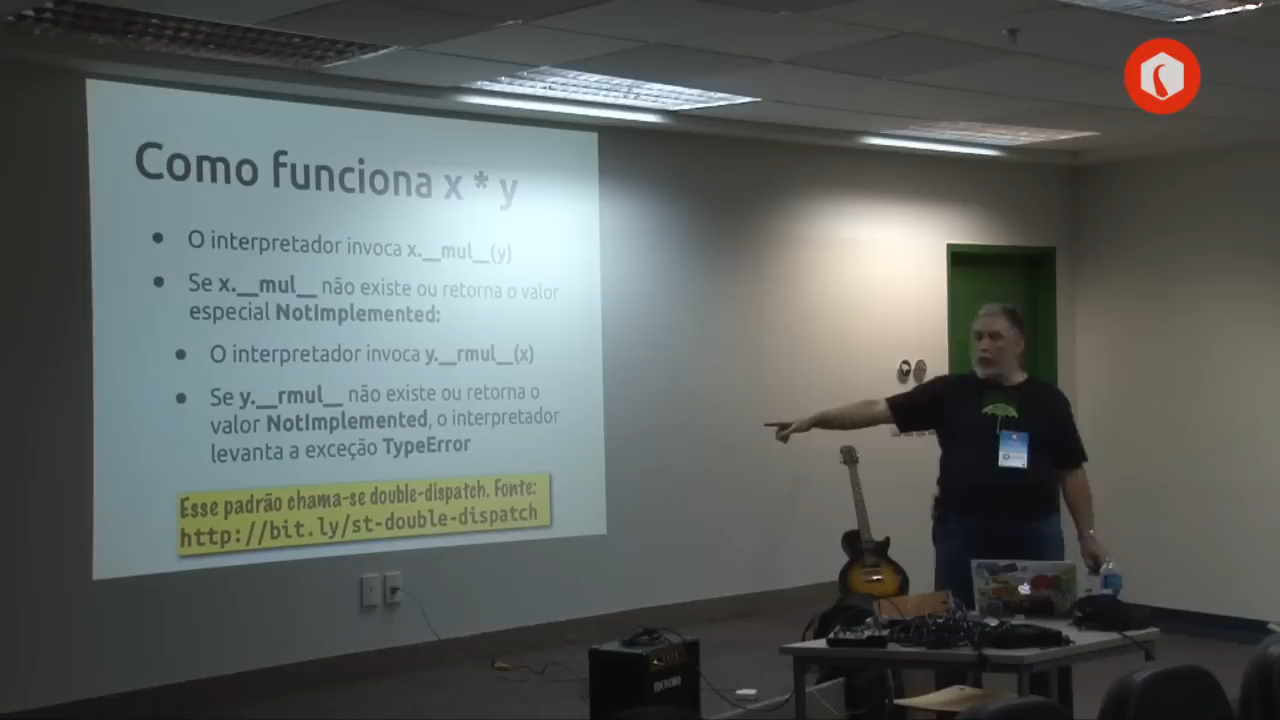 Como funciona x * y
O interpretador invoca x.__mul__(y)
Se x.__mul__ não existe ou retorna o valor
especial NotImplemented:
O interpretador invoca y.__rmul__(x)
Se y.__rmul__ não existe ou retorna o
valor NotImplemented, o interpretador
levanta a exceção TypeError
Esse padrão chama-se double-dispatch. Fonte:
http://bit.ly/st-double-dispatch